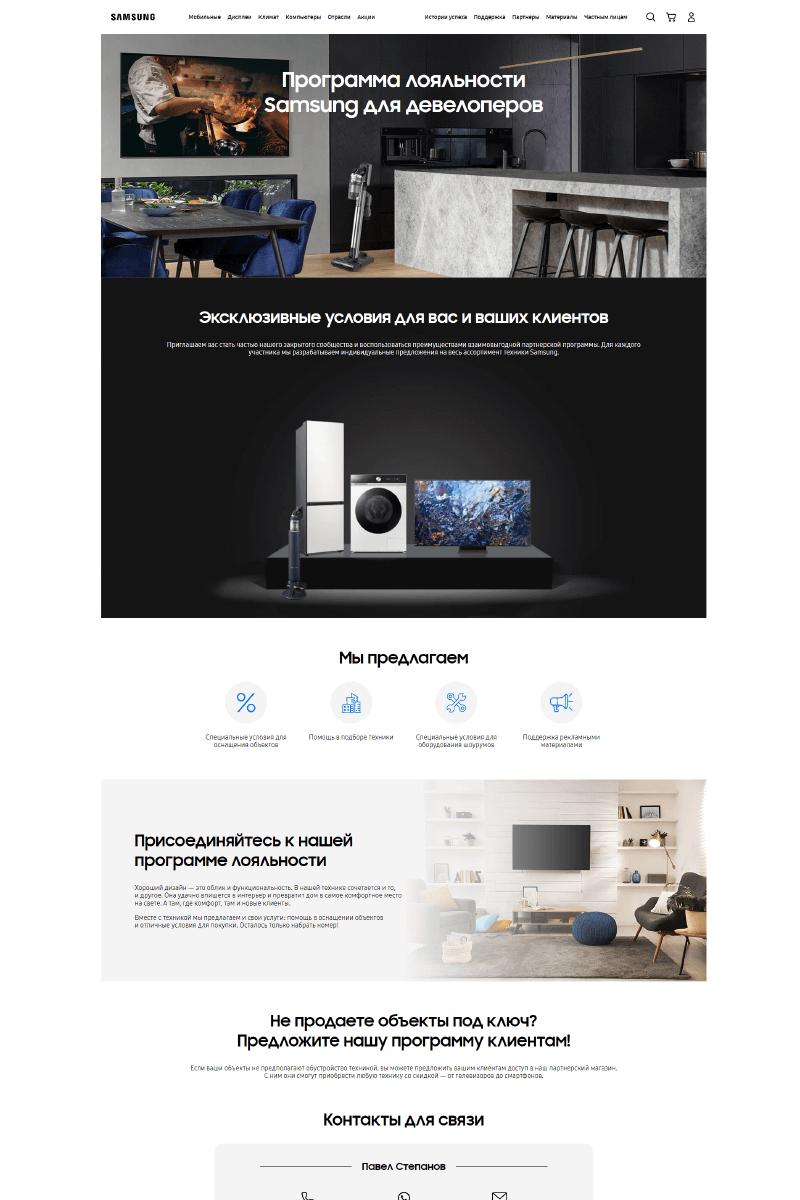 SAMSUNG Мобильные Дисплеи Климат Компьютеры Отрасли Акции Истории успеха Поддержка Партнеры Материалы Частным лицам
Программа лояльности
Samsung для девелоперов
Эксклюзивные условия для вас и ваших клиентов
Приглашаем вас стать частью нашего закрытого сообщества и воспользоваться преимуществами взаимовыгодной партнерской программы. Для каждого
участника мы разрабатываем индивидуальные предложения на весь ассортимент техники Samsung.
Мы предлагаем
Специальные условия для
оснащения объектов
Помощь в подборе техники
Специальные условия для
оборудования шоурумов
Поддержка рекламными
материалами
Присоединяйтесь к нашей
программе лояльности
Хороший дизайн — это облик и функциональность. В нашей технике сочетается и то,
и другое. Она удачно впишется в интерьер и превратит дом в самое комфортное место
на свете. А там, где комфорт, там и новые клиенты.
Вместе с техникой мы предлагаем и свои услуги: помощь в оснащении объектов
и отличные условия для покупки. Осталось только набрать номер!
Не продаете объекты под ключ?
Предложите нашу программу клиентам!
Если ваши объекты не предполагают обустройство техникой, вы можете предложить вашим клиентам доступ в наш партнерский магазин.
С ним они смогут приобрести любую технику со скидкой — от телевизоров до смартфонов.
Контакты для связи
Павел Степанов